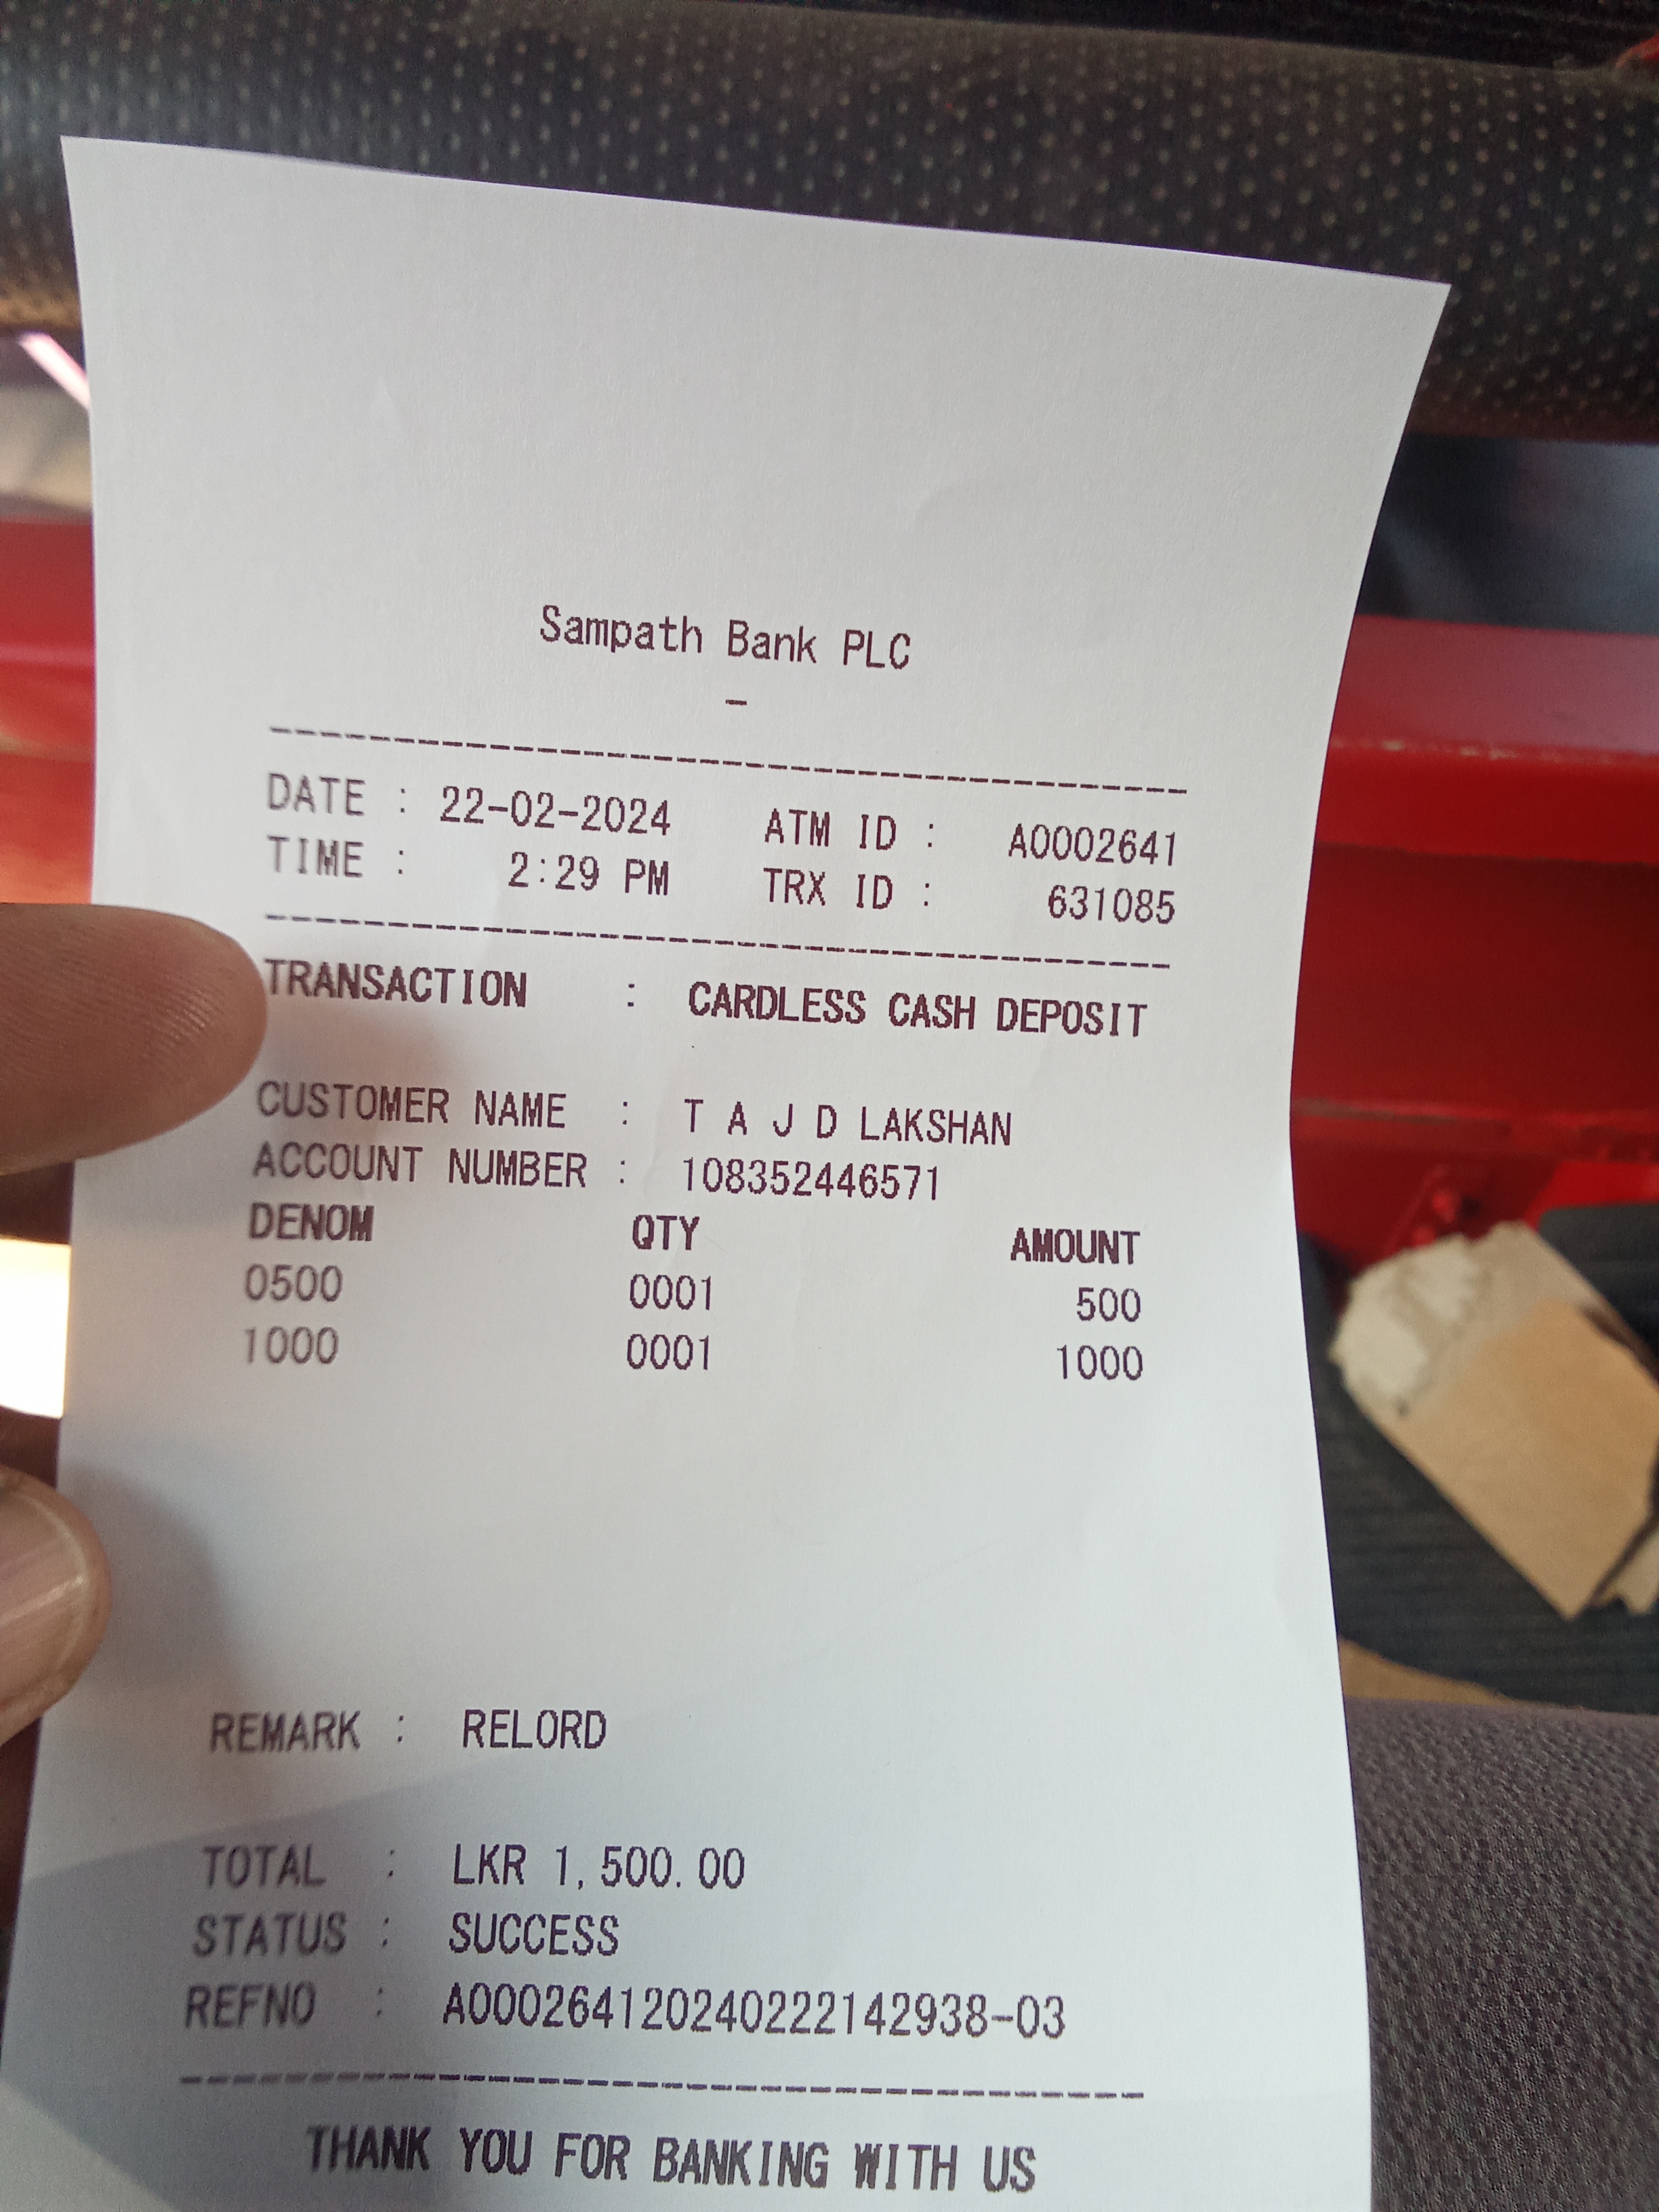 Sampath Bank PLC
-
----------------------------------------
DATE : 22-02-2024 ATM ID : A0002641
TIME : 2:29 PM TRX ID : 631085
----------------------------------------
TRANSACTION : CARDLESS CASH DEPOSIT
CUSTOMER NAME : T A J D LAKSHAN
ACCOUNT NUMBER : 108352446571
DENOM QTY AMOUNT
0500 0001 500
1000 0001 1000
REMARK : RELORD
TOTAL : LKR 1,500.00
STATUS : SUCCESS
REFNO : A000264120240222142938-03
----------------------------------------
THANK YOU FOR BANKING WITH US